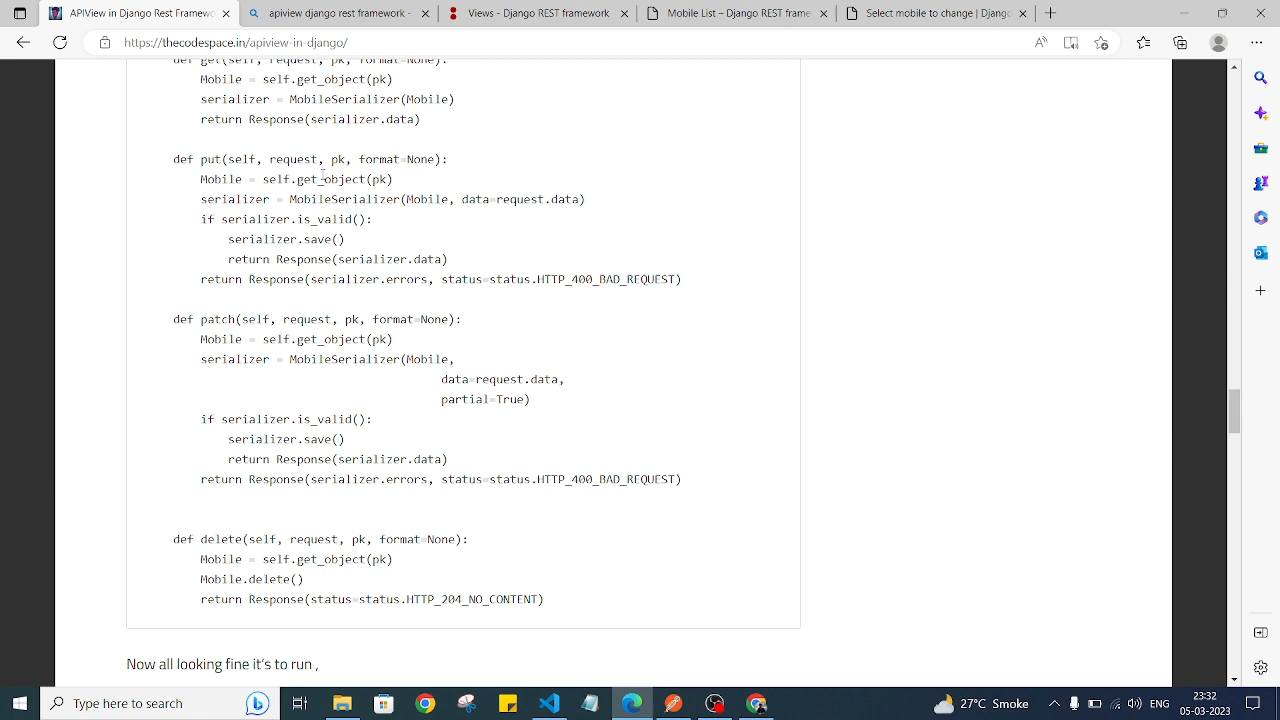 APIView in Django Rest Framewo
apiview django rest framework -
Views - Django REST framework
Mobile List – Django REST frame
Select mobile to change | Djang
https://thecodespace.in/apiview-in-django/
def get(self, request, pk, format=None):
Mobile = self.get_object(pk)
serializer = MobileSerializer(Mobile)
return Response(serializer.data)
def put(self, request, pk, format=None):
Mobile = self.get_object(pk)
serializer = MobileSerializer(Mobile, data=request.data)
if serializer.is_valid():
serializer.save()
return Response(serializer.data)
return Response(serializer.errors, status=status.HTTP_400_BAD_REQUEST)
def patch(self, request, pk, format=None):
Mobile = self.get_object(pk)
serializer = MobileSerializer(Mobile,
data=request.data,
partial=True)
if serializer.is_valid():
serializer.save()
return Response(serializer.data)
return Response(serializer.errors, status=status.HTTP_400_BAD_REQUEST)
def delete(self, request, pk, format=None):
Mobile = self.get_object(pk)
Mobile.delete()
return Response(status=status.HTTP_204_NO_CONTENT)
Now all looking fine it's to run ,
Type here to search
27°C Smoke
ENG
23:32
05-03-2023